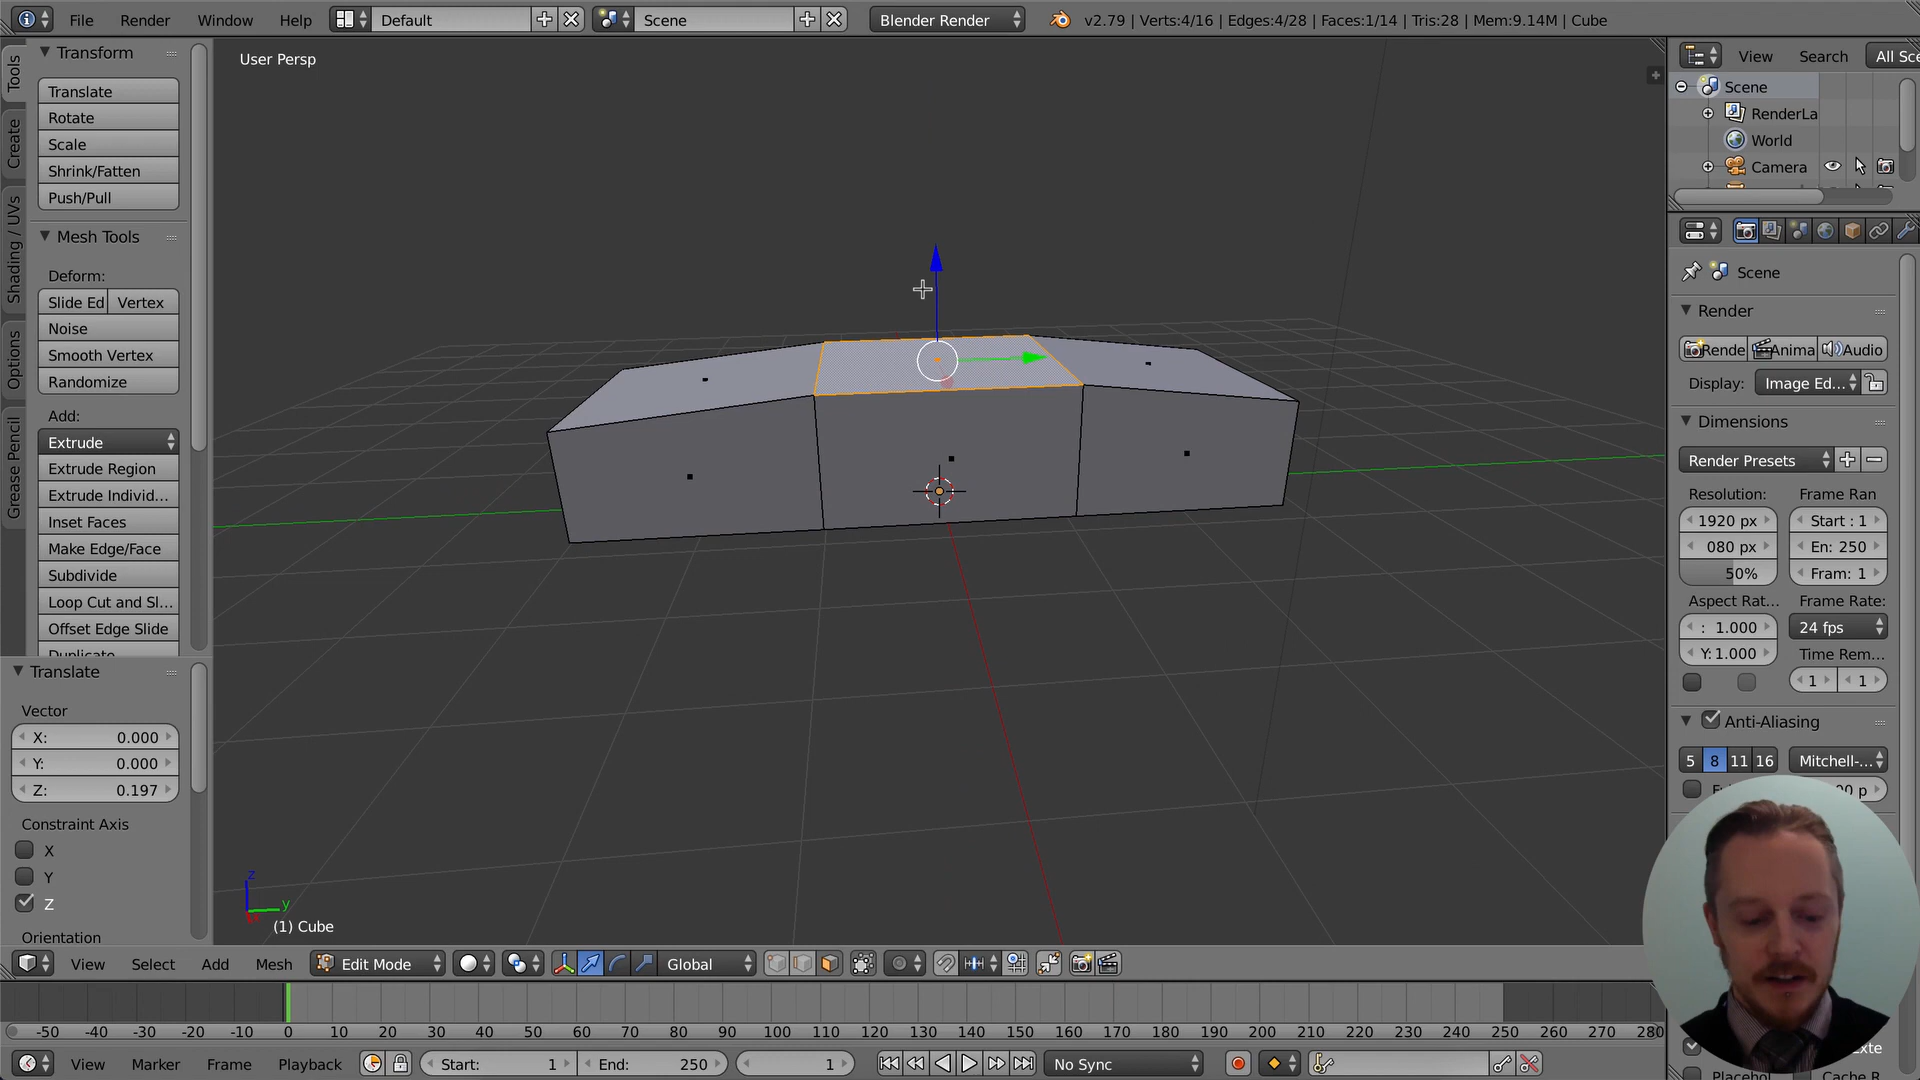 File Render Window Help Default Scene Blender Render v2.79 | Verts:4/16 | Edges:4/28 | Faces:1/14 | Tris:28 | Mem:9.14M | Cube
Tools
Create
Shading / UVs
Options
Grease Pencil
Transform
Translate
Rotate
Scale
Shrink/Fatten
Push/Pull
Mesh Tools
Deform:
Slide Ed Vertex
Noise
Smooth Vertex
Randomize
Add:
Extrude
Extrude Region
Extrude Individ...
Inset Faces
Make Edge/Face
Subdivide
Loop Cut and Sl...
Offset Edge Slide
Duplicate
Translate
Vector
X: 0.000
Y: 0.000
Z: 0.197
Constraint Axis
X
Y
Z
Orientation
User Persp
z
y
(1) Cube
View Search All Sce
Scene
RenderLa
World
Camera
Scene
Render
Rende Anima Audio
Display: Image Ed...
Dimensions
Render Presets
Resolution: Frame Ran
1920 px Start : 1
080 px En: 250
50% Fram: 1
Aspect Rat... Frame Rate:
: 1.000 24 fps
Y: 1.000 Time Rem...
1 1
Anti-Aliasing
5 8 11 16 Mitchell-...
View Select Add Mesh Edit Mode Global
-50 -40 -30 -20 -10 0 10 20 30 40 50 60 70 80 90 100 110 120 130 140 150 160 170 180 190 200 210 220 230 240 250 260 270 280
View Marker Frame Playback Start: 1 End: 250 1 No Sync